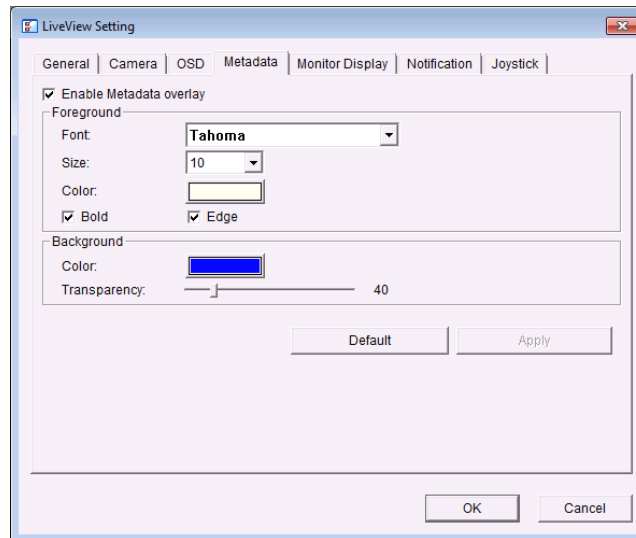 LiveView Setting
General Camera OSD Metadata Monitor Display Notification Joystick
Enable Metadata overlay
Foreground
Font: Tahoma
Size: 10
Color:
Bold Edge
Background
Color:
Transparency: 40
Default Apply
OK Cancel